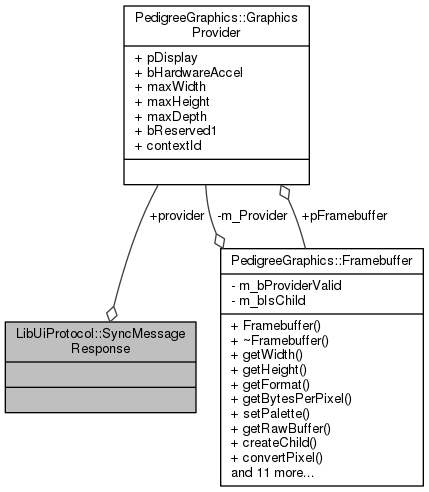 PedigreeGraphics::Graphics
Provider
+ pDisplay
+ bHardwareAccel
+ maxWidth
+ maxHeight
+ maxDepth
+ bReserved1
+ contextId
+provider
-m_Provider
+pFramebuffer
LibUiProtocol::SyncMessage
Response
PedigreeGraphics::Framebuffer
- m_bProviderValid
- m_bIsChild
+ Framebuffer()
+ ~Framebuffer()
+ getWidth()
+ getHeight()
+ getFormat()
+ getBytesPerPixel()
+ setPalette()
+ getRawBuffer()
+ createChild()
+ convertPixel()
and 11 more...